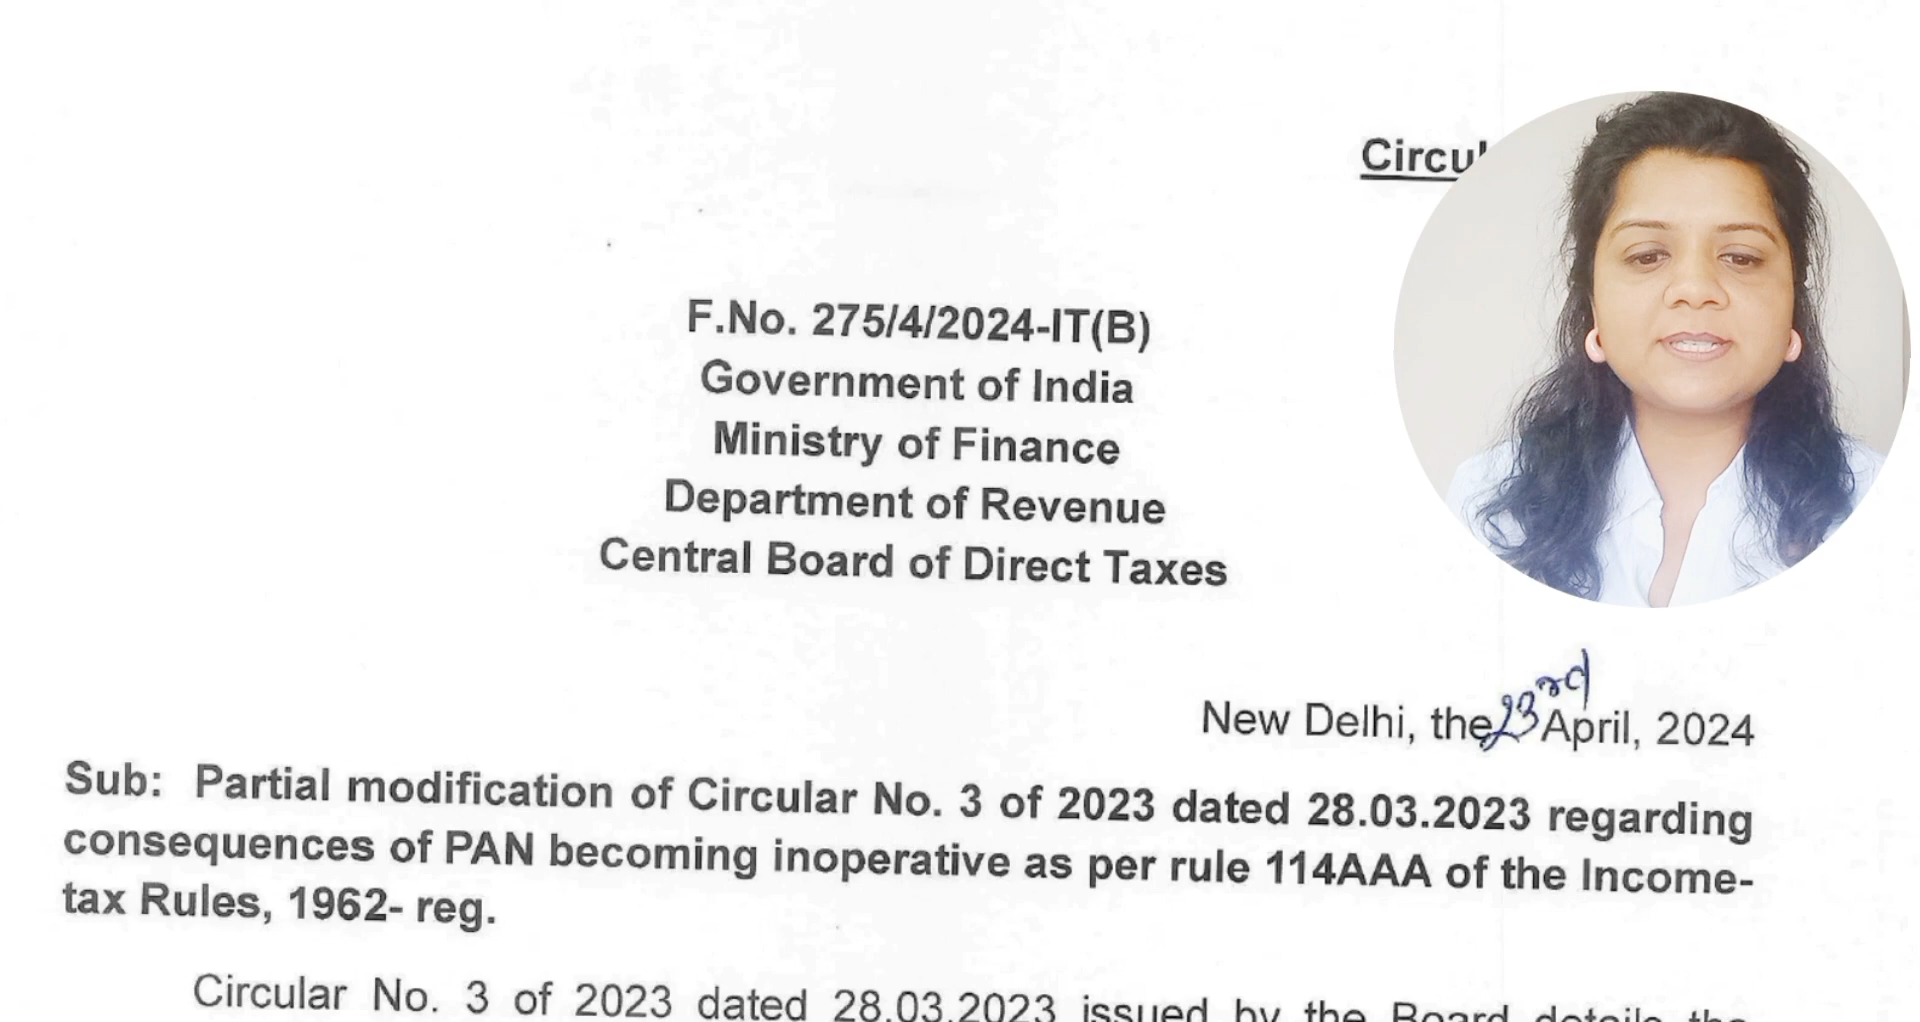 F.No. 275/4/2024-IT(B)
Government of India
Ministry of Finance
Department of Revenue
Central Board of Direct Taxes
New Delhi, the 23rd April, 2024
Sub: Partial modification of Circular No. 3 of 2023 dated 28.03.2023 regarding
consequences of PAN becoming inoperative as per rule 114AAA of the Income-
tax Rules, 1962- reg.
Circular No. 3 of 2023 dated 28.03.2023 issued by the Board details the